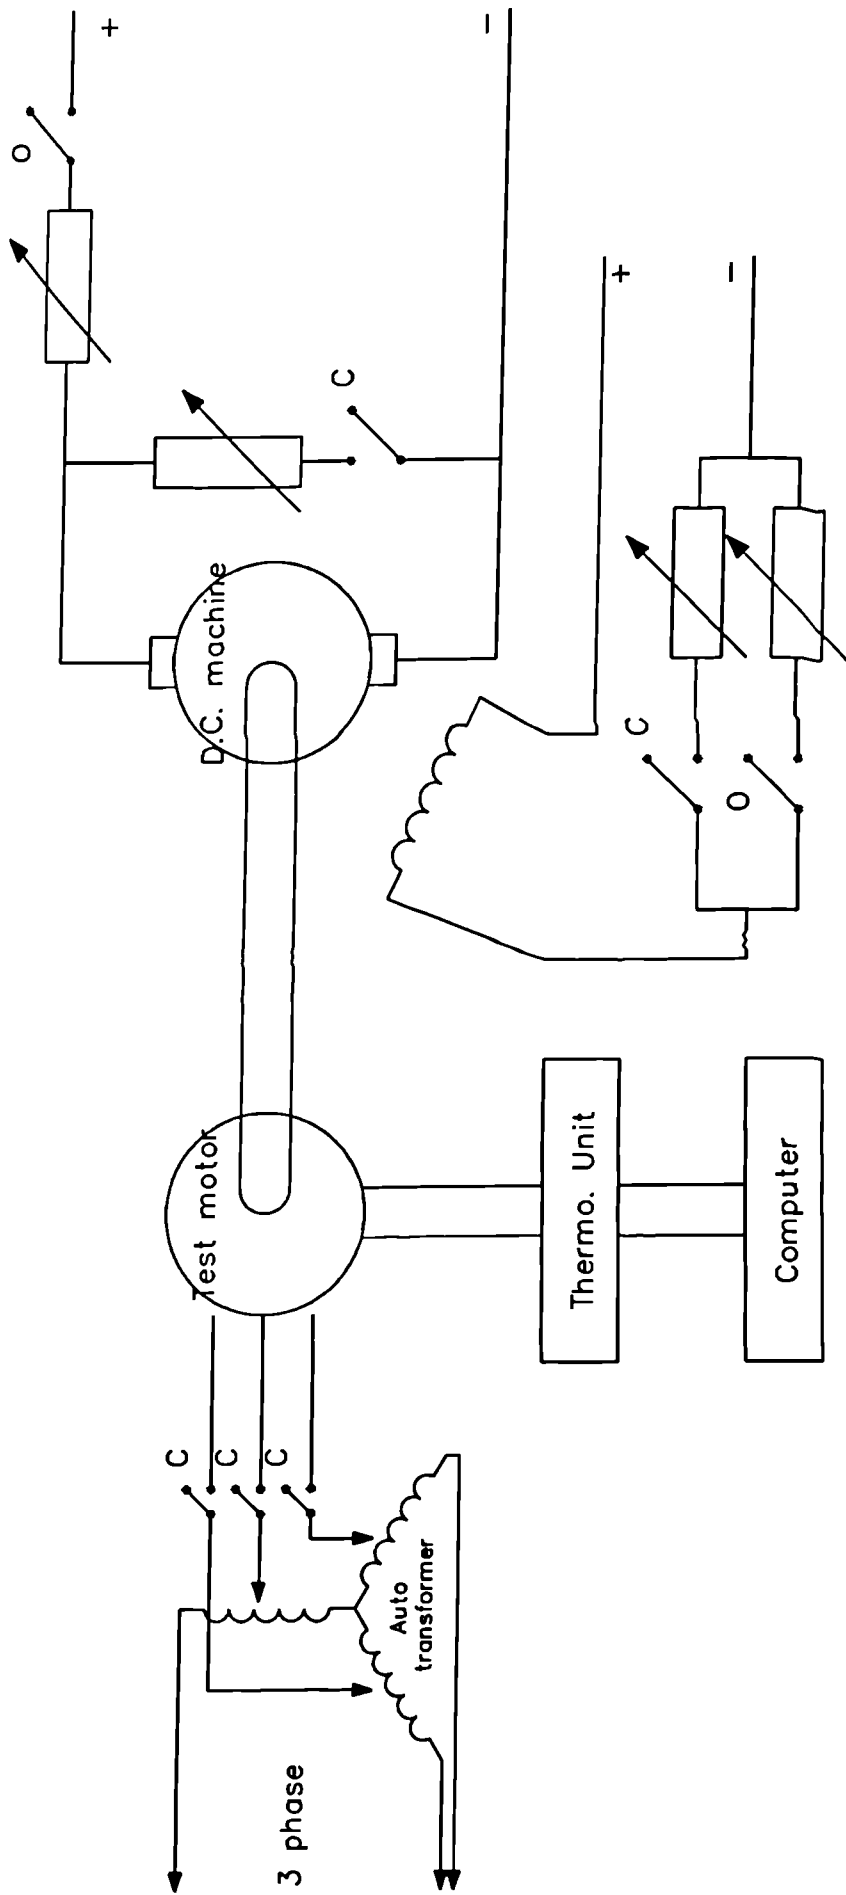 O
+
C
Test motor
D.C. machine
C
C
3 phase
C
Auto
transformer
−
Thermo. Unit
+
C
−
O
Computer